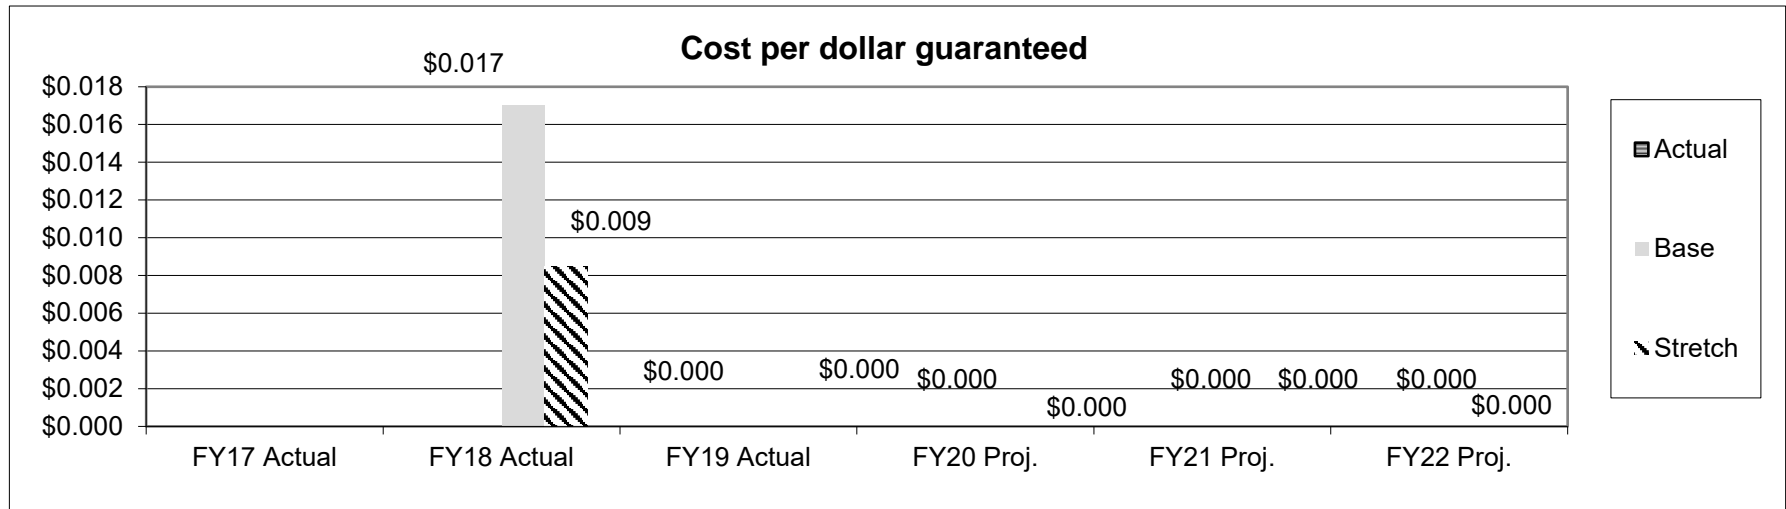 Cost per dollar guaranteed
$0.017
$0.018
$0.016
$0.014
$0.012
$0.010
$0.008
$0.006
$0.004
$0.002
$0.000
$0.009
$0.000
$0.000
$0.000
$0.000
$0.000
$0.000
$0.000
$0.000
FY17 Actual
FY18 Actual
FY19 Actual
FY20 Proj.
FY21 Proj.
FY22 Proj.
Actual
Base
Stretch